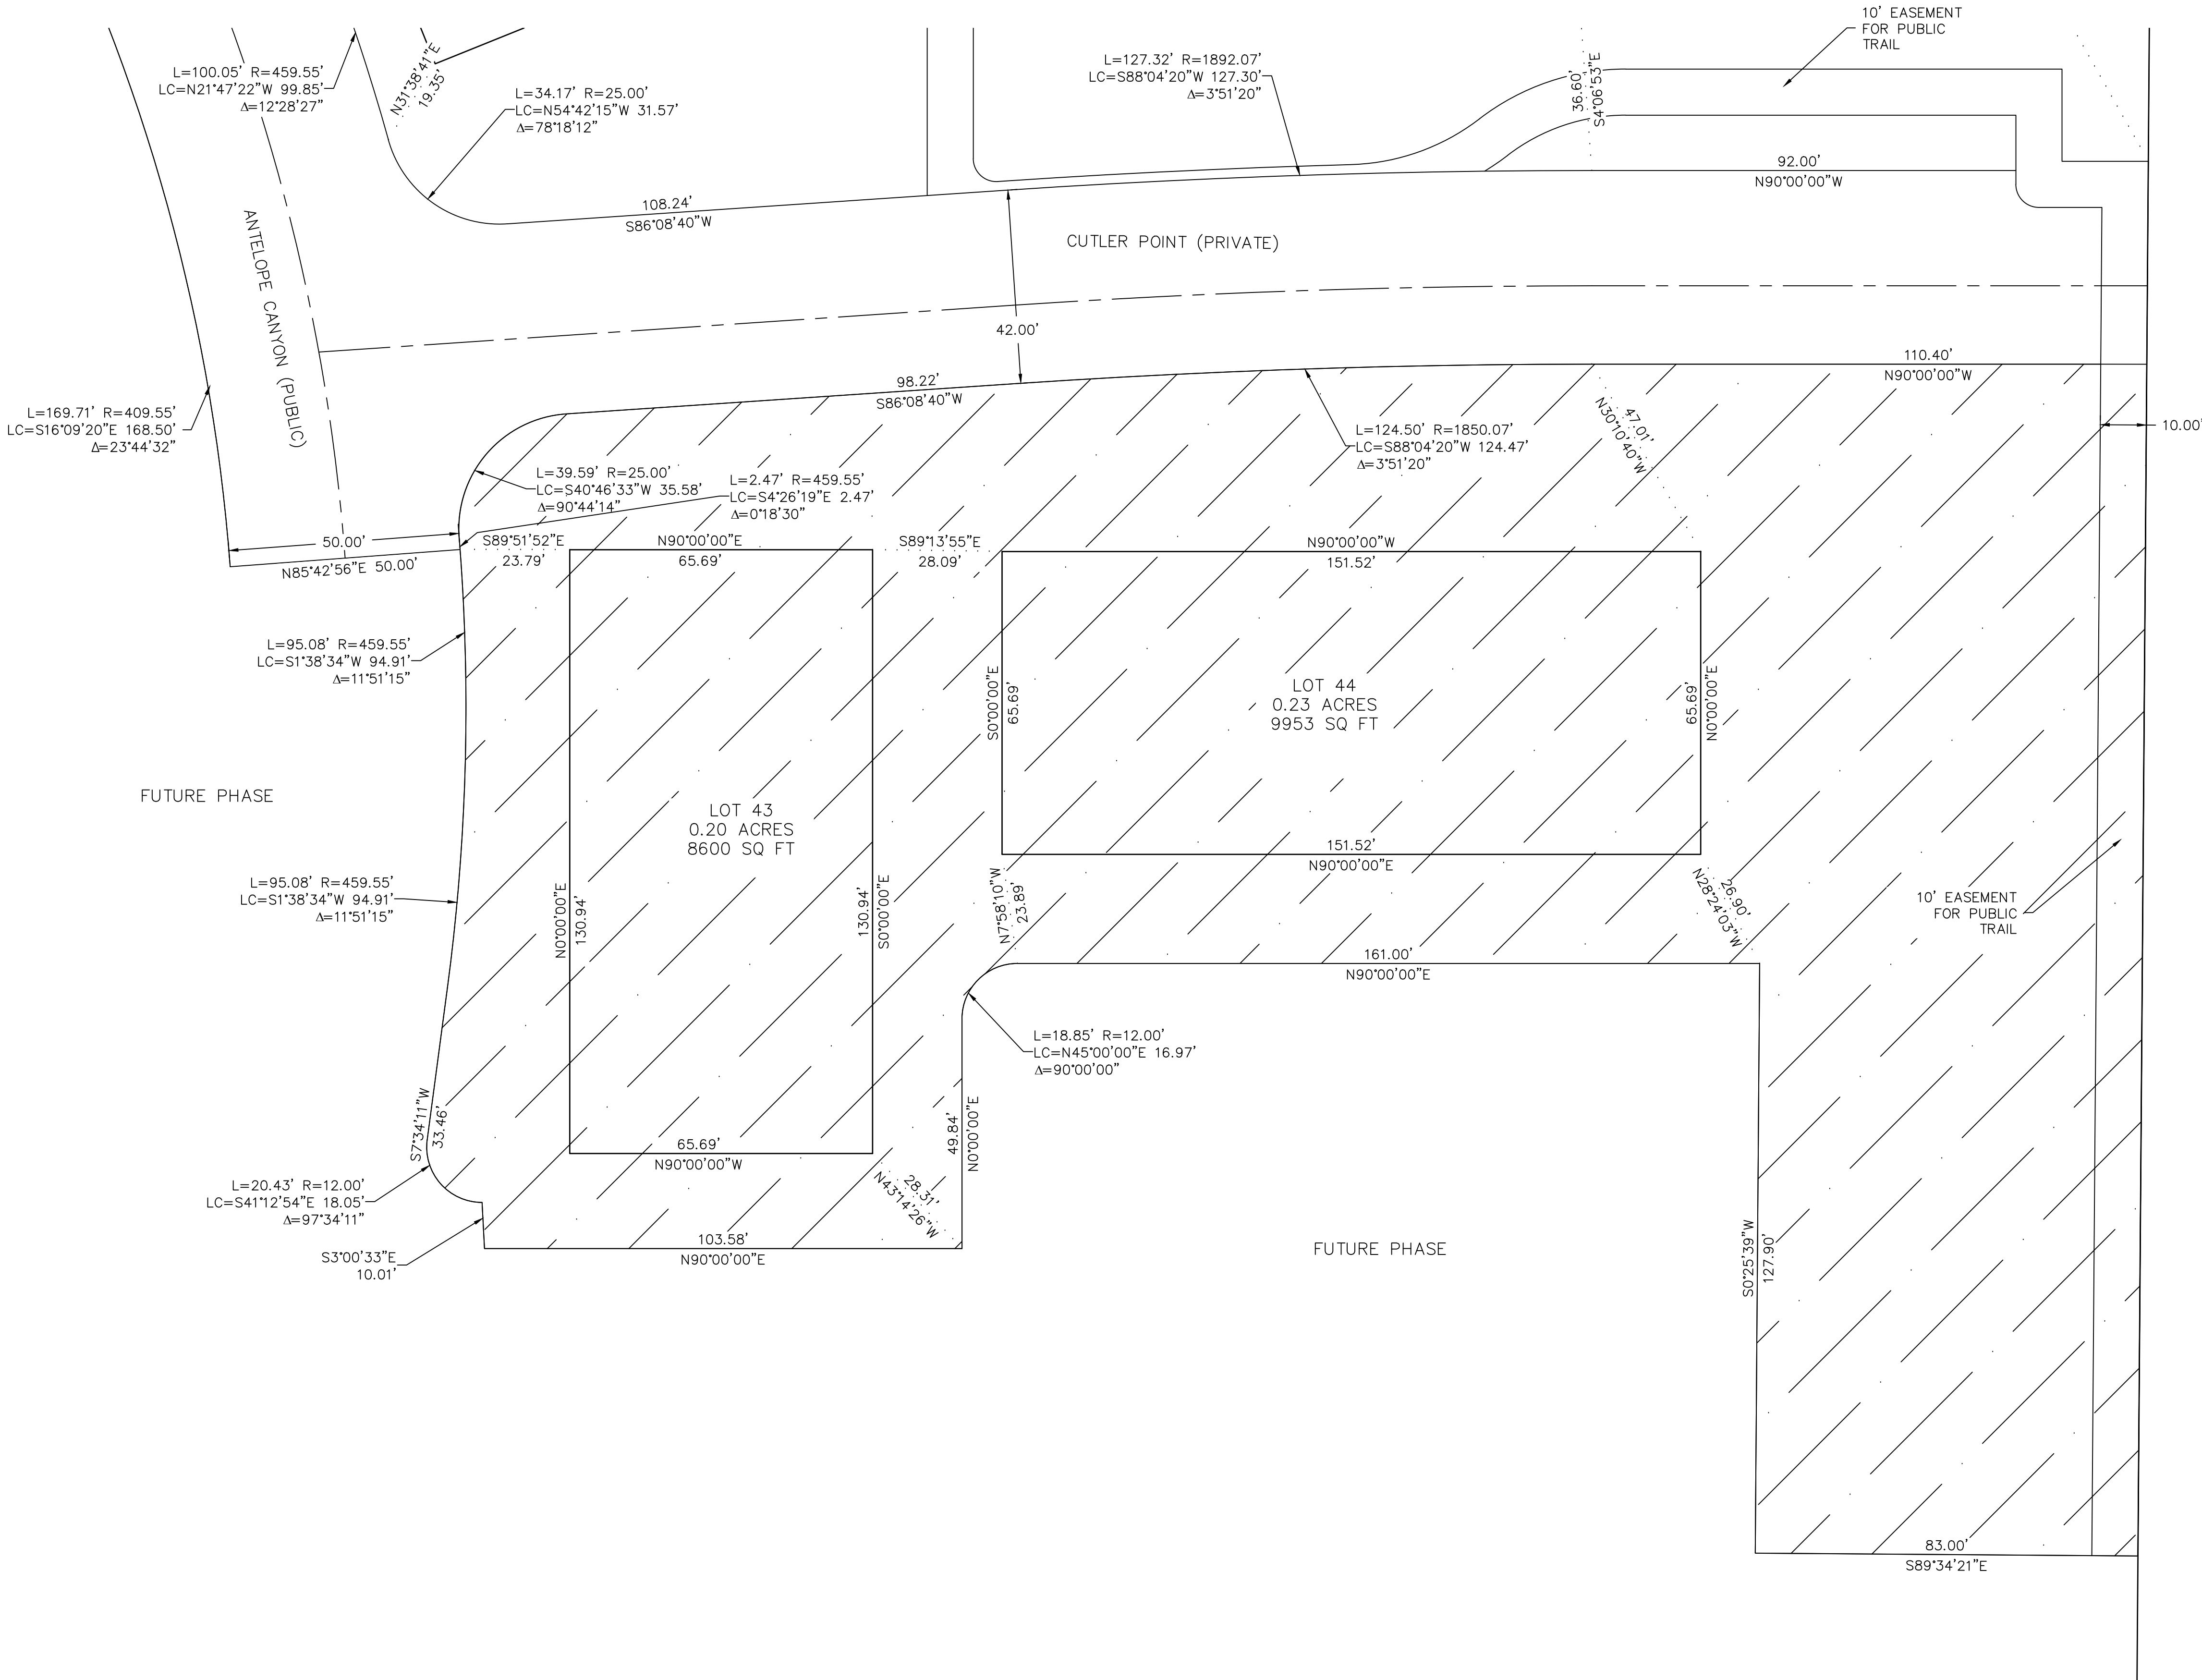 10' EASEMENT
FOR PUBLIC
TRAIL
L=100.05' R=459.55'
LC=N21°47'22"W 99.85'
Δ=12°28'27"
N31°38'41"E
19.35'
L=34.17' R=25.00'
LC=N54°42'15"W 31.57'
Δ=78°18'12"
L=127.32' R=1892.07'
LC=S88°04'20"W 127.30'
Δ=3°51'20"
36.60'
S4°06'53"E
92.00'
N90°00'00"W
108.24'
S86°08'40"W
ANTELOPE CANYON (PUBLIC)
CUTLER POINT (PRIVATE)
42.00'
110.40'
N90°00'00"W
98.22'
S86°08'40"W
L=169.71' R=409.55'
LC=S16°09'20"E 168.50'
Δ=23°44'32"
47.01'
N30°10'40"W
10.00'
L=124.50' R=1850.07'
LC=S88°04'20"W 124.47'
Δ=3°51'20"
L=39.59' R=25.00'
LC=S40°46'33"W 35.58'
Δ=90°44'14"
L=2.47' R=459.55'
LC=S4°26'19"E 2.47'
Δ=0°18'30"
50.00'
N85°42'56"E 50.00'
S89°51'52"E
23.79'
N90°00'00"E
65.69'
S89°13'55"E
28.09'
N90°00'00"W
151.52'
L=95.08' R=459.55'
LC=S1°38'34"W 94.91'
Δ=11°51'15"
S0°00'00"E
65.69'
LOT 44
0.23 ACRES
9953 SQ FT
65.69'
N0°00'00"E
FUTURE PHASE
LOT 43
0.20 ACRES
8600 SQ FT
151.52'
N90°00'00"E
L=95.08' R=459.55'
LC=S1°38'34"W 94.91'
Δ=11°51'15"
N0°00'00"E
130.94'
130.94'
S0°00'00"E
N7°58'10"W
23.89'
26.90'
N28°24'03"W
10' EASEMENT
FOR PUBLIC
TRAIL
161.00'
N90°00'00"E
L=18.85' R=12.00'
LC=N45°00'00"E 16.97'
Δ=90°00'00"
S7°34'11"W
33.46'
49.84'
N0°00'00"E
65.69'
N90°00'00"W
L=20.43' R=12.00'
LC=S41°12'54"E 18.05'
Δ=97°34'11"
28.31'
N43°14'26"W
S3°00'33"E
10.01'
103.58'
N90°00'00"E
FUTURE PHASE
S0°25'39"W
127.90'
83.00'
S89°34'21"E